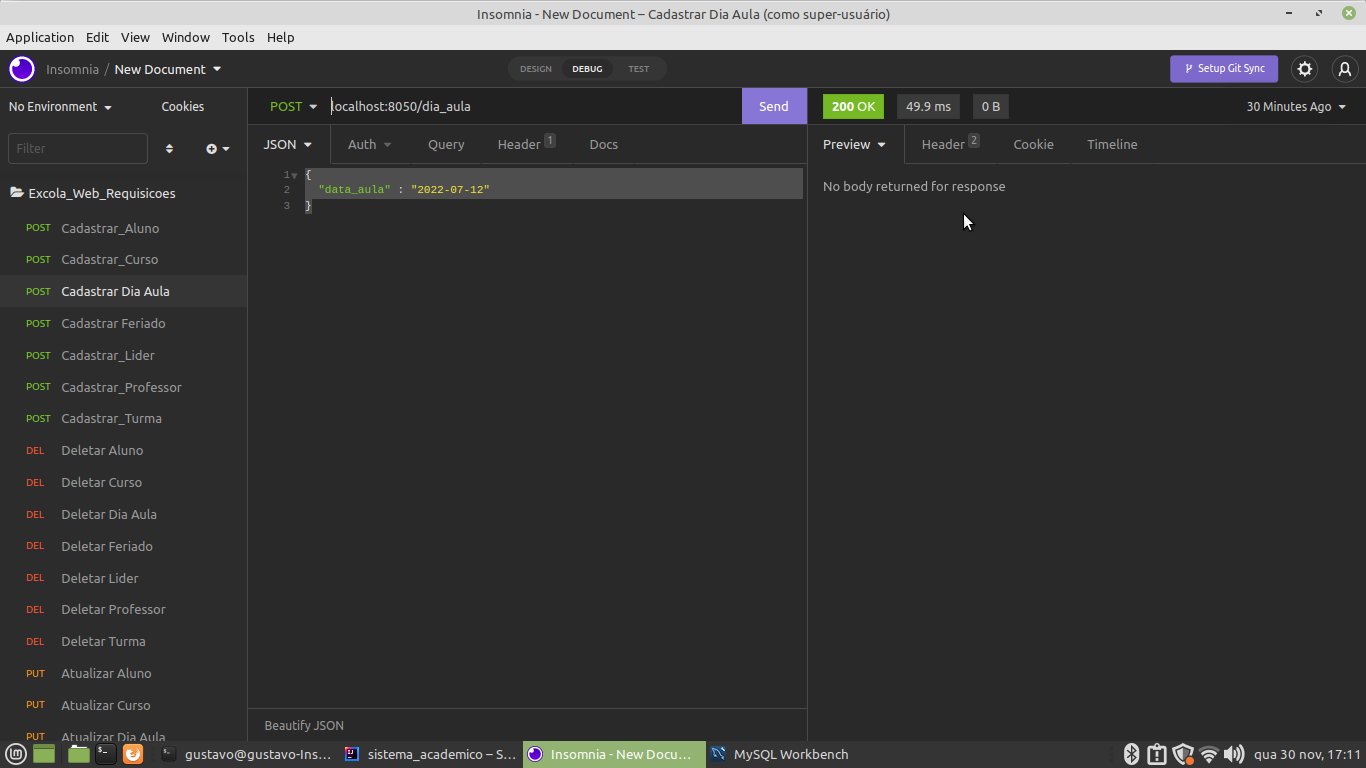 Insomnia - New Document – Cadastrar Dia Aula (como super-usuário)
Application Edit View Window Tools Help
Insomnia / New Document
DESIGN DEBUG TEST
Setup Git Sync
No Environment Cookies
POST localhost:8050/dia_aula Send
200 OK 49.9 ms 0 B 30 Minutes Ago
Filter
JSON Auth Query Header 1 Docs
Preview Header 2 Cookie Timeline
1 {
2 "data_aula" : "2022-07-12"
3 }
No body returned for response
Excola_Web_Requisicoes
POST Cadastrar_Aluno
POST Cadastrar_Curso
POST Cadastrar Dia Aula
POST Cadastrar Feriado
POST Cadastrar_Lider
POST Cadastrar_Professor
POST Cadastrar_Turma
DEL Deletar Aluno
DEL Deletar Curso
DEL Deletar Dia Aula
DEL Deletar Feriado
DEL Deletar Lider
DEL Deletar Professor
DEL Deletar Turma
PUT Atualizar Aluno
PUT Atualizar Curso
PUT Atualizar Dia Aula
Beautify JSON
gustavo@gustavo-Ins... sistema_academico – S... Insomnia - New Docu... MySQL Workbench qua 30 nov, 17:11